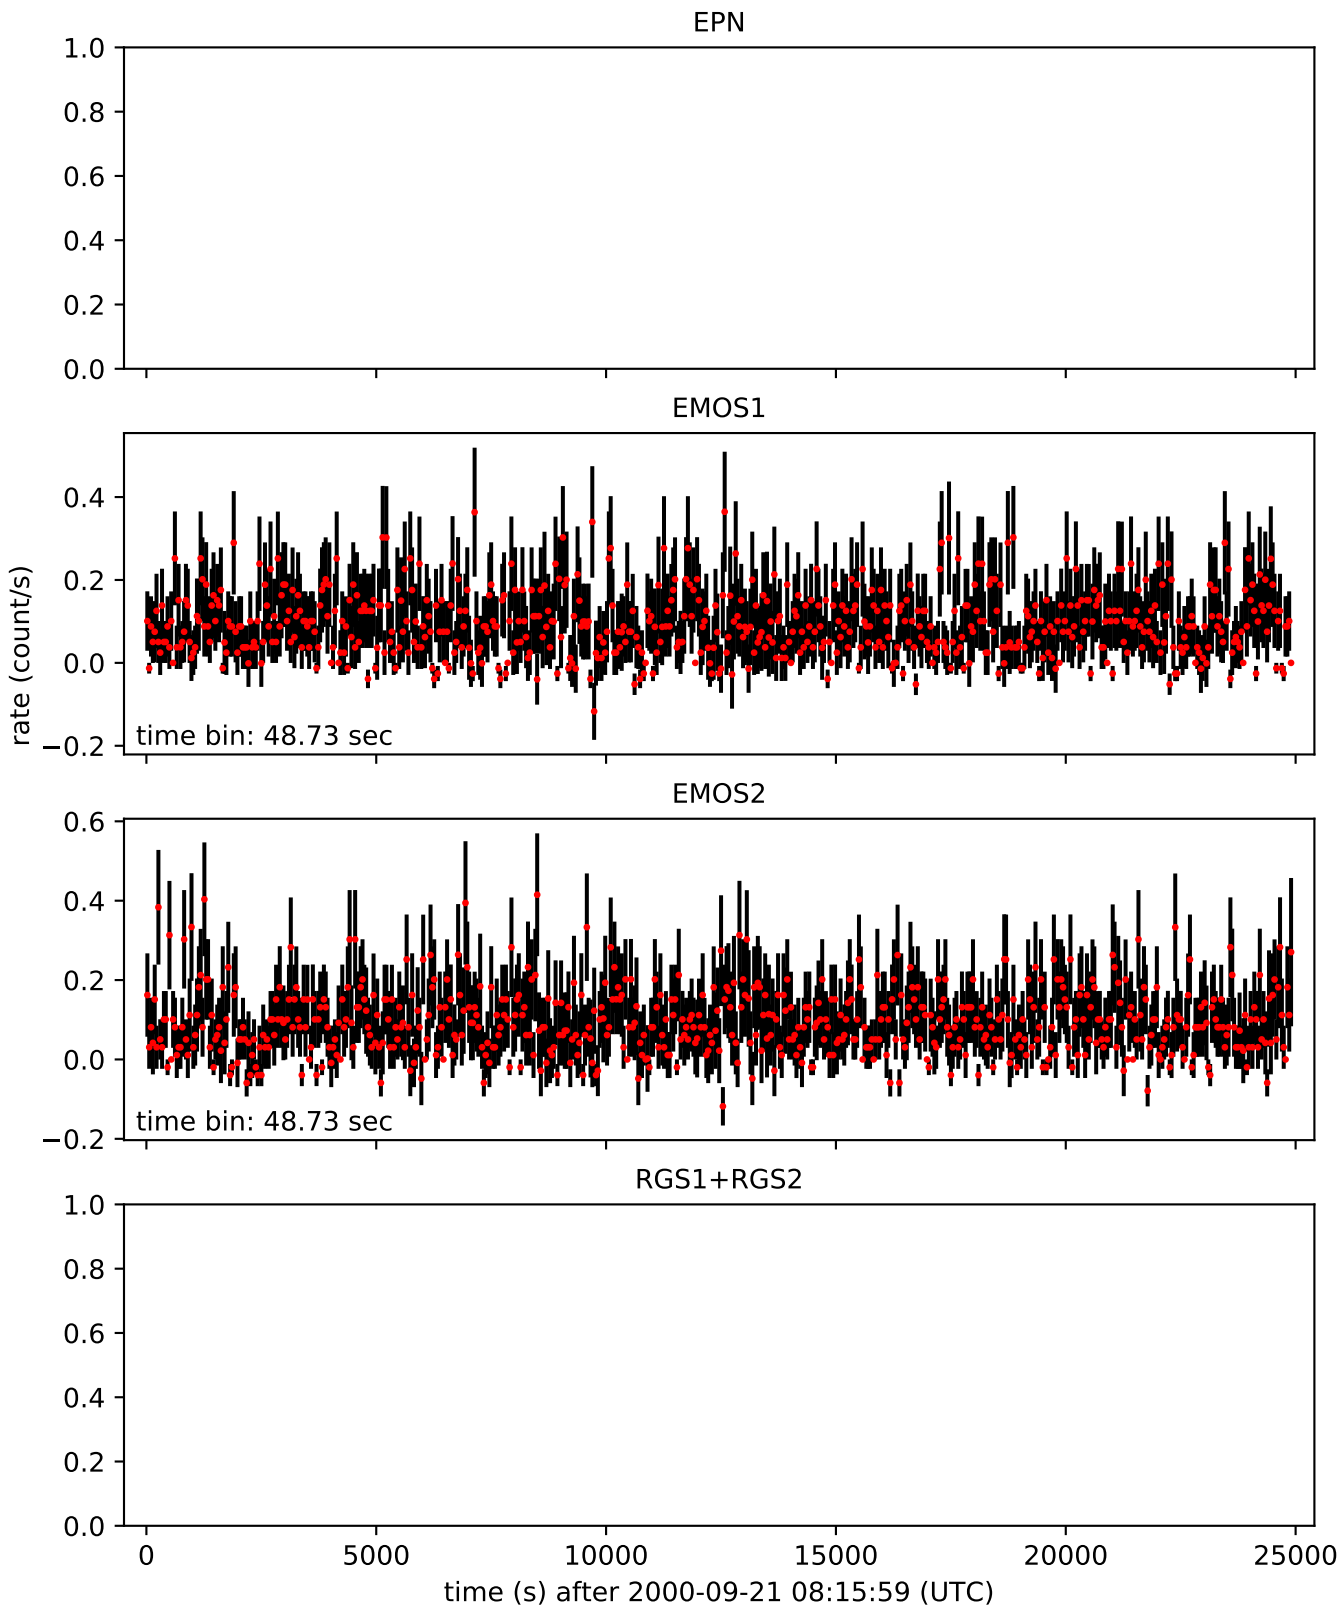 EPN
1.0
0.8
0.6
0.4
0.2
0.0
EMOS1
0.4
0.2
0.0
−0.2
rate (count/s)
time bin: 48.73 sec
EMOS2
0.6
0.4
0.2
0.0
−0.2
time bin: 48.73 sec
RGS1+RGS2
1.0
0.8
0.6
0.4
0.2
0.0
0 5000 10000 15000 20000 25000
time (s) after 2000-09-21 08:15:59 (UTC)